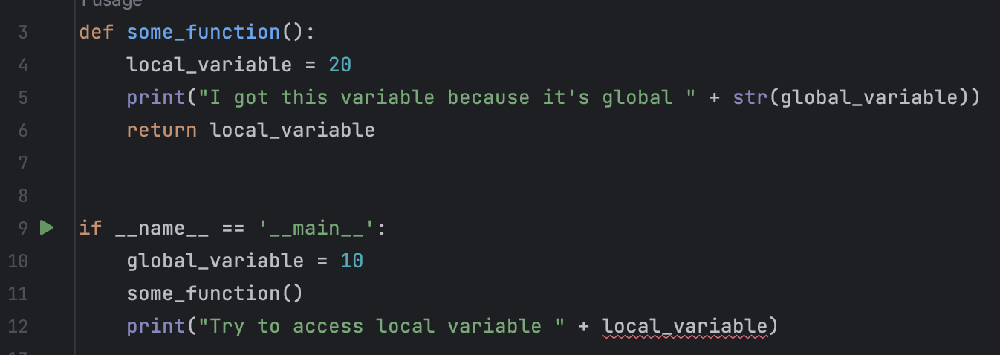 1 usage
3 def some_function():
4     local_variable = 20
5     print("I got this variable because it's global " + str(global_variable))
6     return local_variable
7
8
9 if __name__ == '__main__':
10     global_variable = 10
11     some_function()
12     print("Try to access local variable " + local_variable)
13